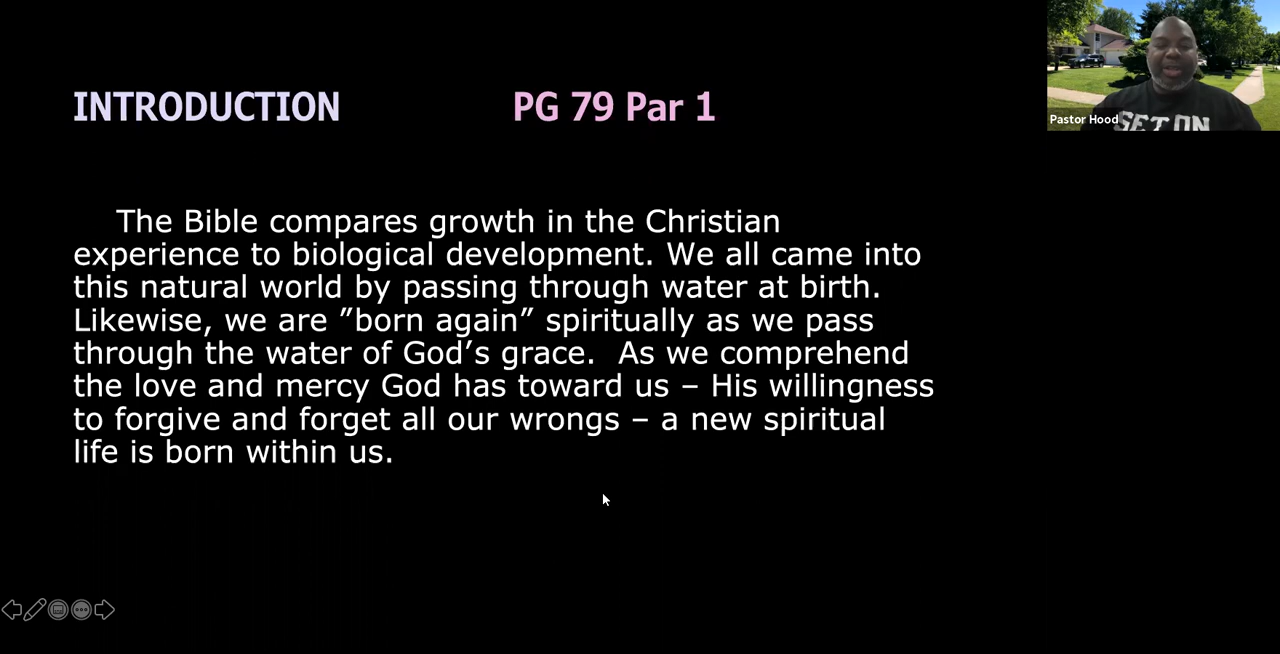 INTRODUCTION PG 79 Par 1
The Bible compares growth in the Christian
experience to biological development. We all came into
this natural world by passing through water at birth.
Likewise, we are ”born again” spiritually as we pass
through the water of God’s grace.  As we comprehend
the love and mercy God has toward us – His willingness
to forgive and forget all our wrongs – a new spiritual
life is born within us.
Pastor Hood
SET ON